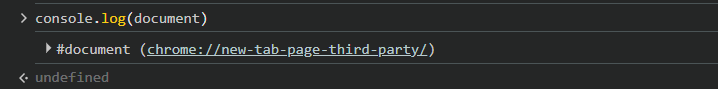 console.log(document)
#document (chrome://new-tab-page-third-party/)
undefined